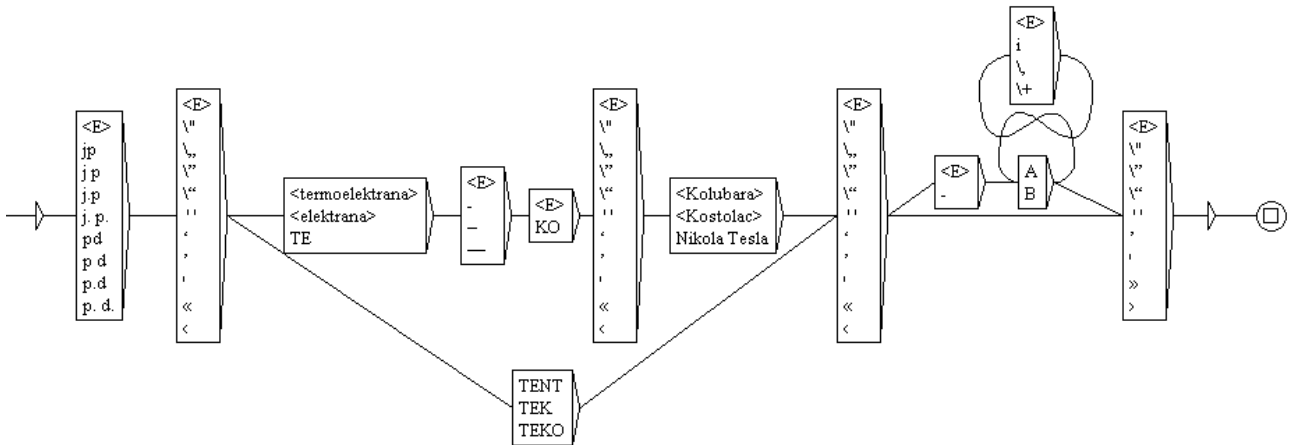 <E>
jp
j p
j.p
j. p.
pd
p d
p.d
p. d.
<E>
\"
\„
\”
\“
''
‘
’
'
«
<
<termoelektrana>
<elektrana>
TE
<E>
-
–
—
<E>
KO
<E>
\"
\„
\”
\“
''
‘
’
'
«
<
<Kolubara>
<Kostolac>
Nikola Tesla
TENT
TEK
TEKO
<E>
\"
\„
\”
\“
''
‘
’
'
«
<
<E>
-
<E>
i
\,
\+
A
B
<E>
\"
\”
\“
''
’
'
»
>